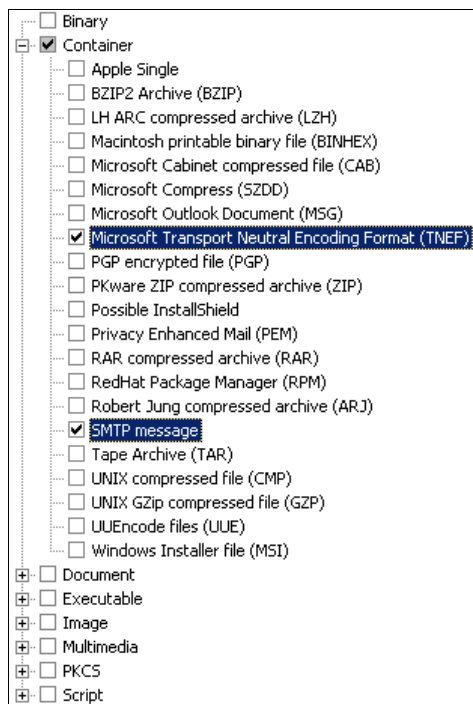 Binary
Container
Apple Single
BZIP2 Archive (BZIP)
LH ARC compressed archive (LZH)
Macintosh printable binary file (BINHEX)
Microsoft Cabinet compressed file (CAB)
Microsoft Compress (SZDD)
Microsoft Outlook Document (MSG)
Microsoft Transport Neutral Encoding Format (TNEF)
PGP encrypted file (PGP)
PKware ZIP compressed archive (ZIP)
Possible InstallShield
Privacy Enhanced Mail (PEM)
RAR compressed archive (RAR)
RedHat Package Manager (RPM)
Robert Jung compressed archive (ARJ)
SMTP message
Tape Archive (TAR)
UNIX compressed file (CMP)
UNIX GZip compressed file (GZP)
UUEncode files (UUE)
Windows Installer file (MSI)
Document
Executable
Image
Multimedia
PKCS
Script